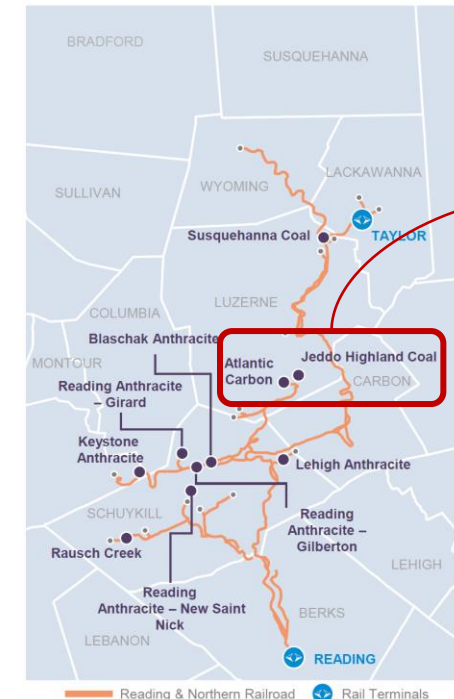 BRADFORD
SUSQUEHANNA
LACKAWANNA
WYOMING
SULLIVAN
Susquehanna Coal
TAYLOR
LUZERNE
COLUMBIA
Blaschak Anthracite
MONTOUR
Atlantic
Carbon
Jeddo Highland Coal
CARBON
Reading Anthracite
– Girard
Keystone
Anthracite
Lehigh Anthracite
SCHUYKILL
Reading
Anthracite –
Gilberton
Rausch Creek
LEHIGH
Reading
Anthracite – New Saint
Nick
BERKS
LEBANON
READING
Reading & Northern Railroad
Rail Terminals